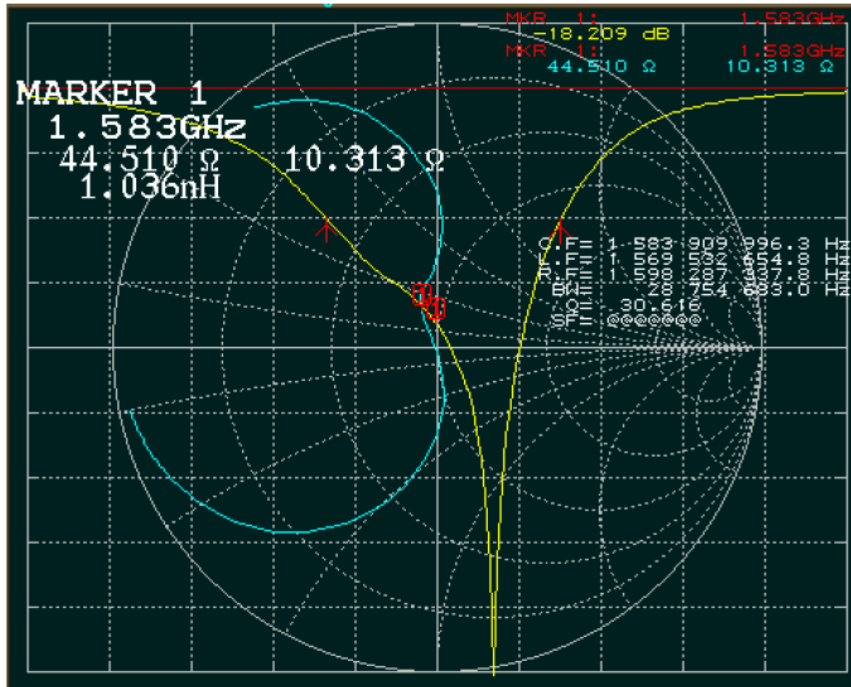 MKR 1: 1.583GHz
-18.209 dB
MKR 1: 1.583GHz
44.510 Ω 10.313 Ω
MARKER 1
1.583GHz
44.510 Ω 10.313 Ω
1.036nH
C.F= 1 583 909 996.3 Hz
L.F= 1 569 532 654.8 Hz
R.F= 1 598 287 337.8 Hz
BW= 28 754 683.0 Hz
Q= 30.616
SF= @@@@@@@
1
1